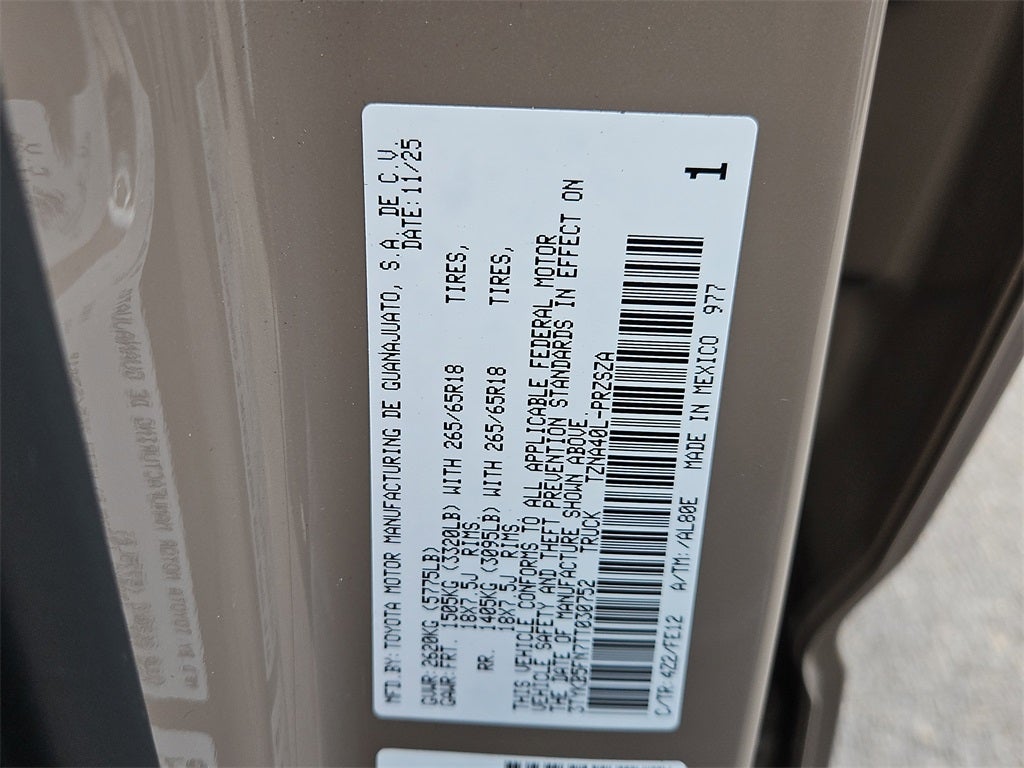 MFD.BY:TOYOTA MOTOR MANUFACTURING DE GUANAJUATO, S.A. DE C.V.
DATE:11/25
GVWR:2620KG (5775LB)
GAWR:FRT. 1505KG (3320LB) WITH 265/65R18 TIRES,
18X7.5J RIMS.
RR. 1405KG (3095LB) WITH 265/65R18 TIRES,
18X7.5J RIMS.
THIS VEHICLE CONFORMS TO ALL APPLICABLE FEDERAL MOTOR
VEHICLE SAFETY AND THEFT PREVENTION STANDARDS IN EFFECT ON
THE DATE OF MANUFACTURE SHOWN ABOVE.
3TYKD5FN7TT030752 TRUCK TZNA40L-PRZSZA
1
C/TR:4Z2/FE12 A/TM:/AL80E MADE IN MEXICO 977